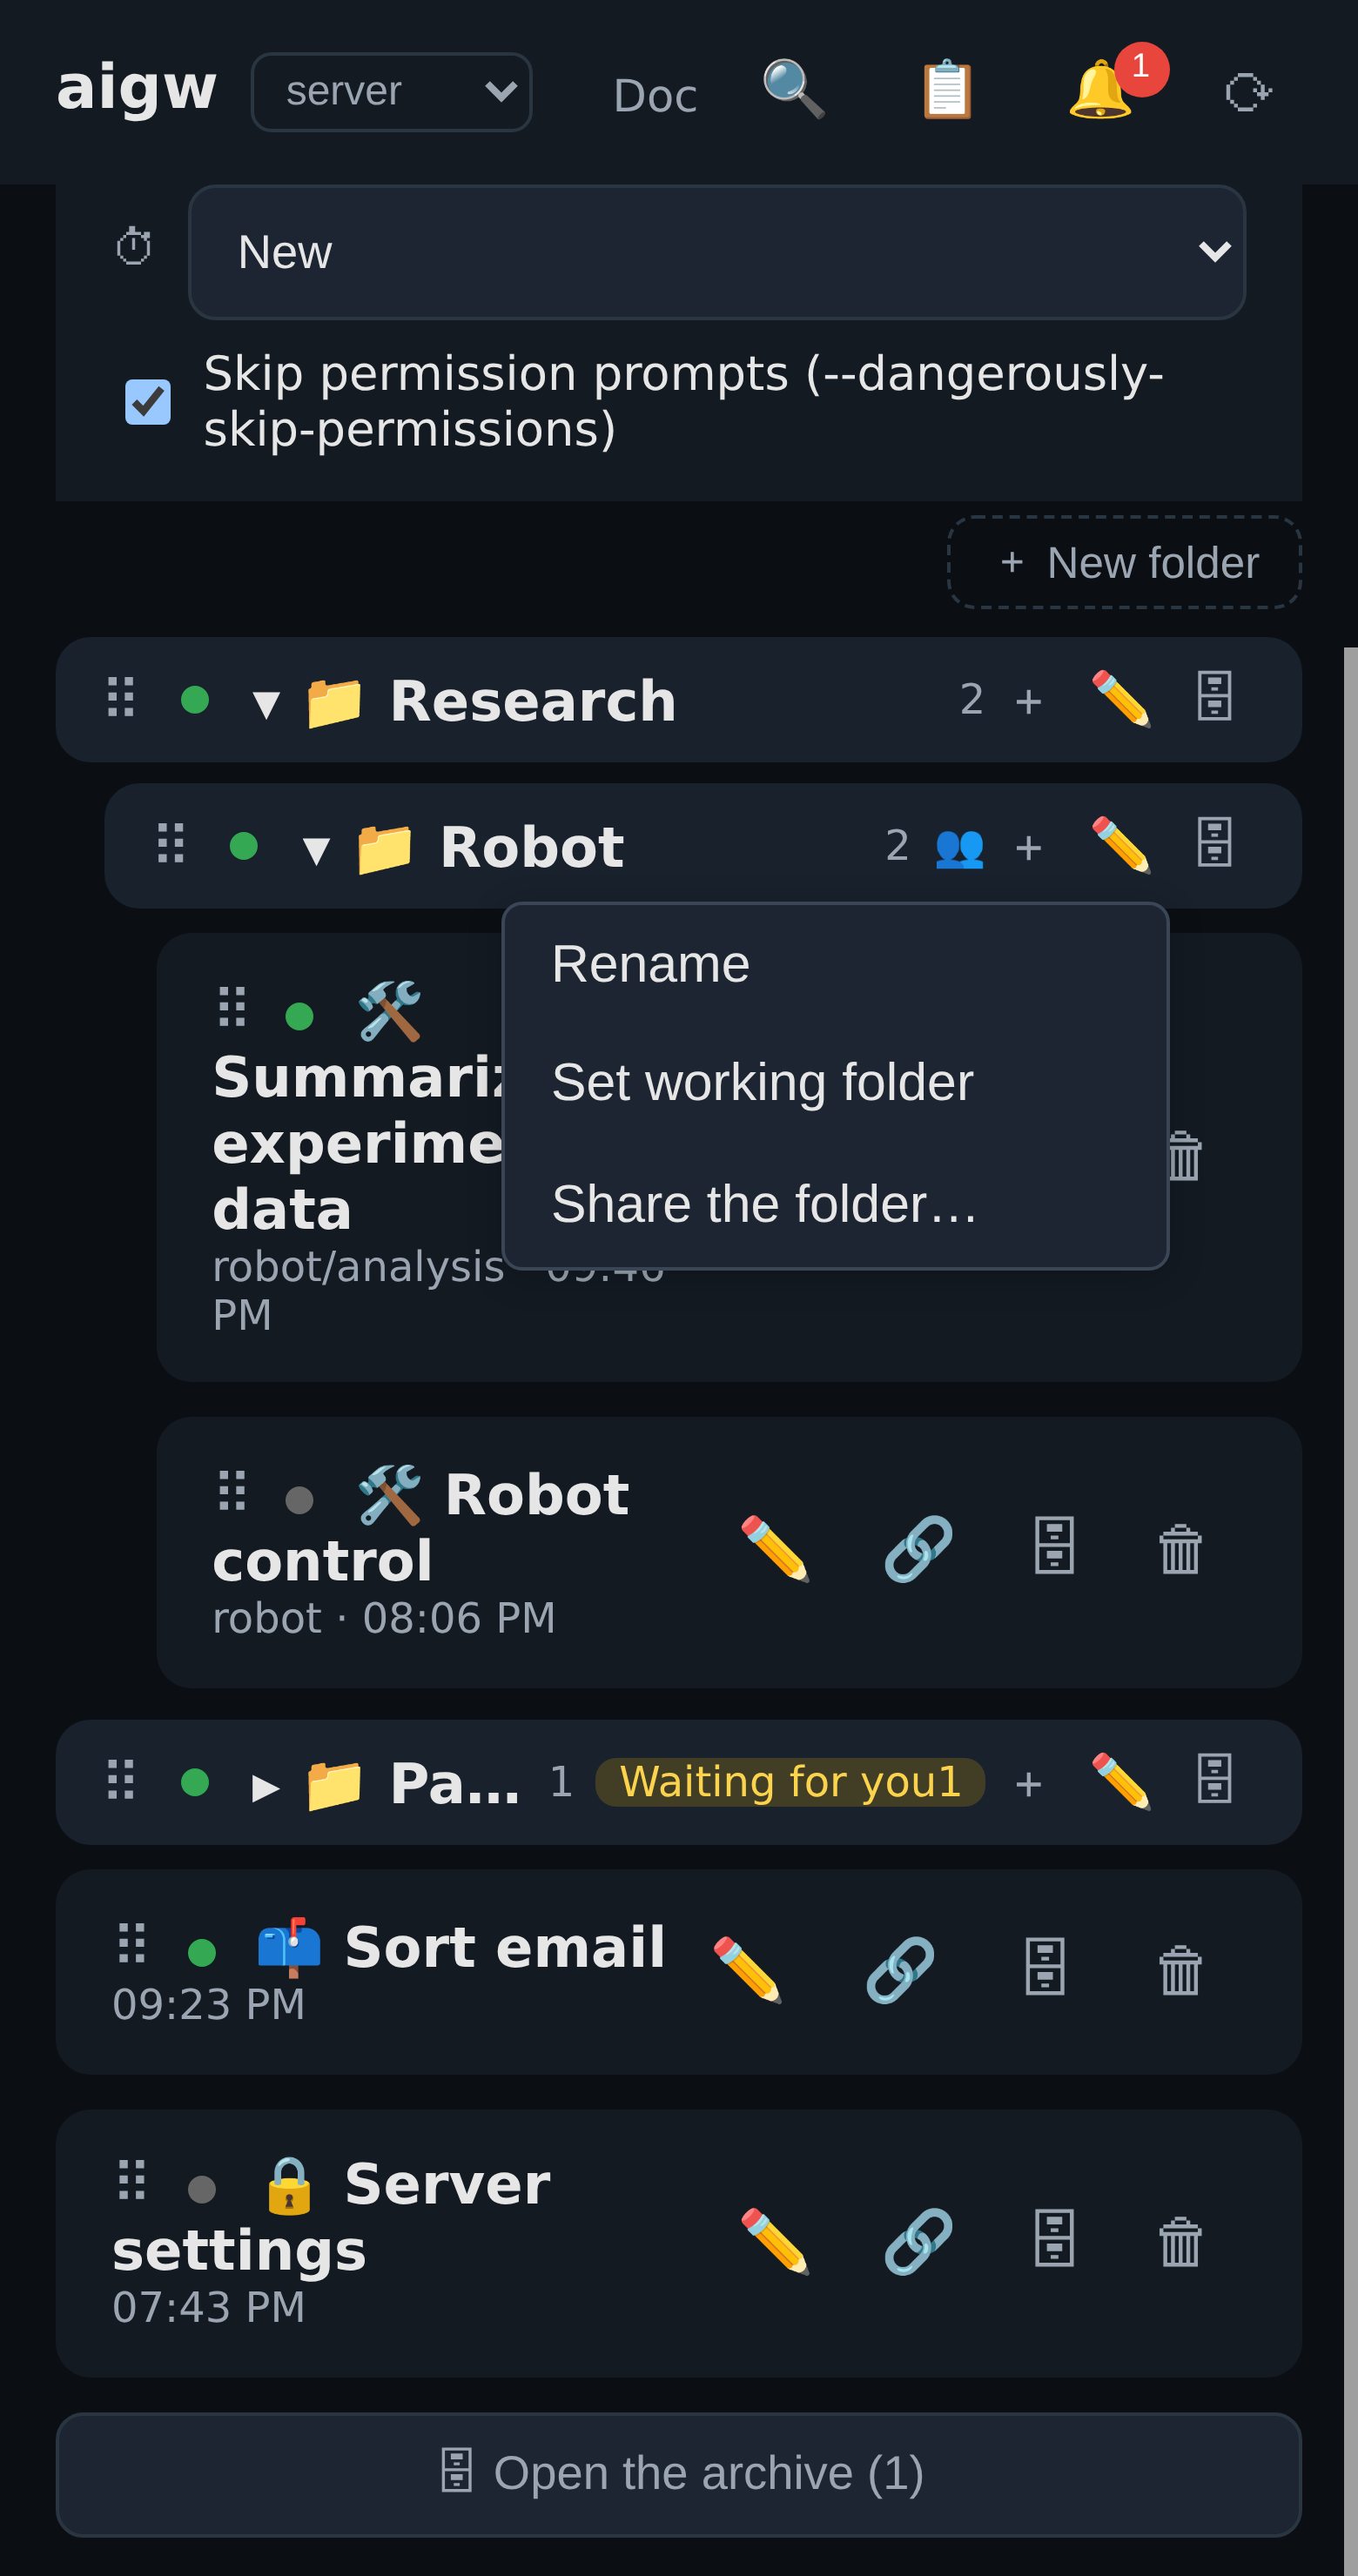 aigw server Doc 1
New
Skip permission prompts (--dangerously-
skip-permissions)
+ New folder
Research 2 +
Robot 2 +
Rename
Set working folder
Share the folder…
experime
data
robot/analysis
PM
Robot
control
robot · 08:06 PM
Pa... 1 Waiting for you1 +
Sort email
09:23 PM
Server
settings
07:43 PM
Open the archive (1)